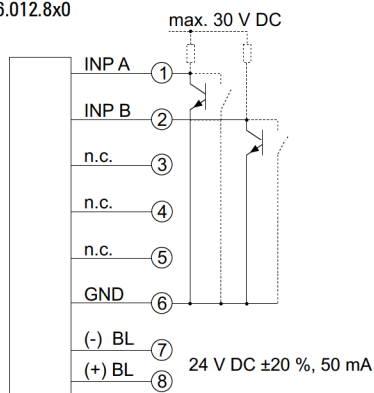 6.012.8x0
max. 30 V DC
INP A
1
INP B
2
n.c.
3
n.c.
4
n.c.
5
GND
6
(-) BL
7
(+) BL
8
24 V DC ±20 %, 50 mA